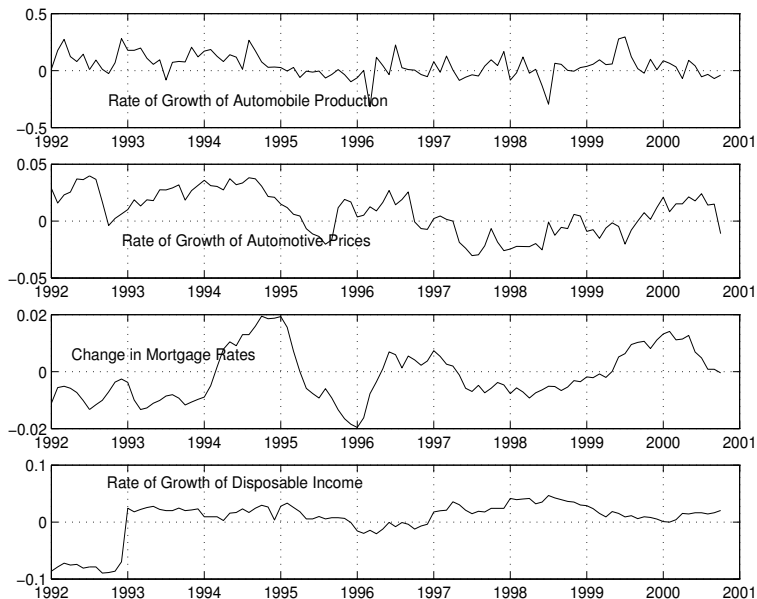 0.5
0
−0.5
1992 1993 1994 1995 1996 1997 1998 1999 2000 2001
Rate of Growth of Automobile Production
0.05
0
−0.05
1992 1993 1994 1995 1996 1997 1998 1999 2000 2001
Rate of Growth of Automotive Prices
0.02
0
−0.02
1992 1993 1994 1995 1996 1997 1998 1999 2000 2001
Change in Mortgage Rates
0.1
0
−0.1
1992 1993 1994 1995 1996 1997 1998 1999 2000 2001
Rate of Growth of Disposable Income